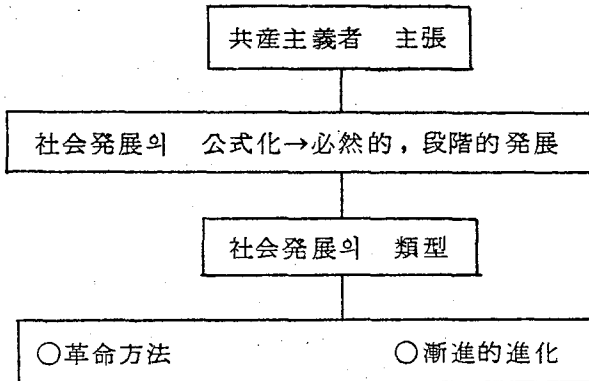 共産主義者 主張
社会発展의 公式化→必然的，段階的発展
社会発展의 類型
○革命方法 ○漸進的進化